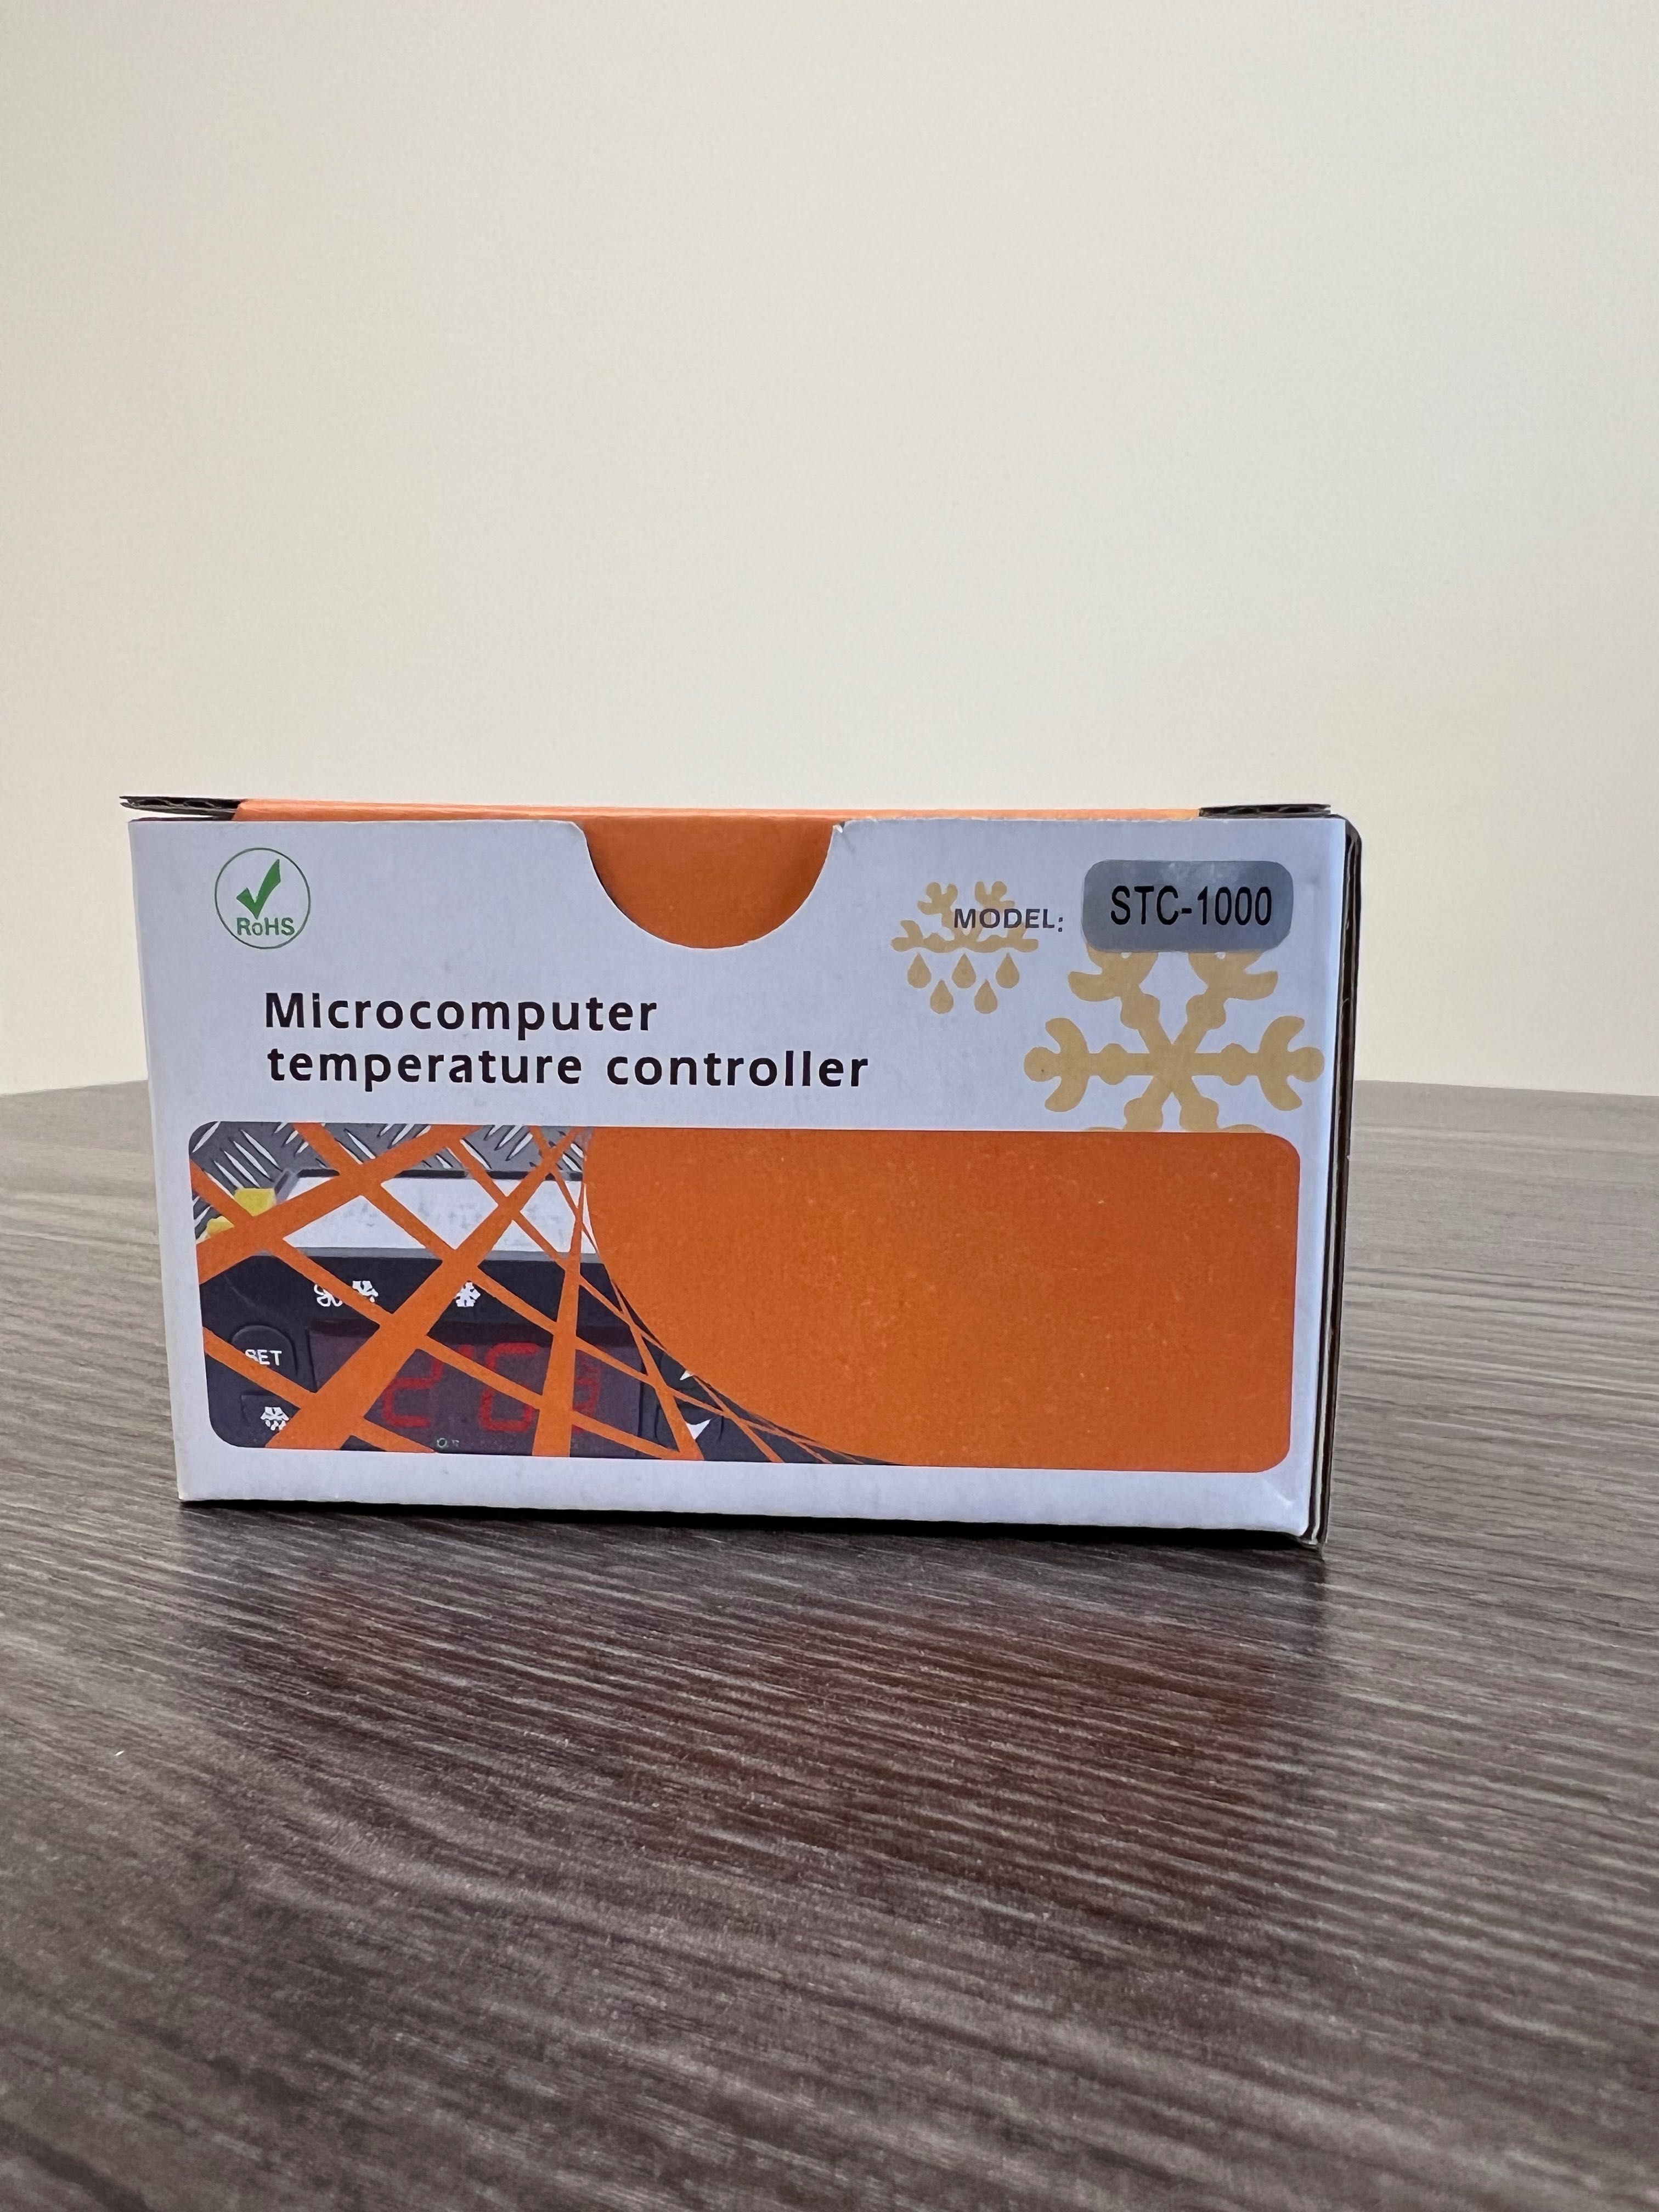 RoHS
MODEL: STC-1000
Microcomputer
temperature controller
SET